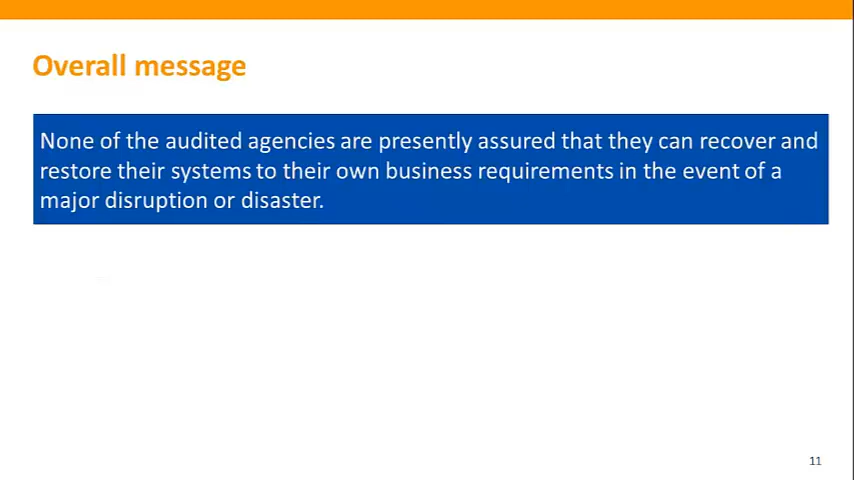 Overall message
None of the audited agencies are presently assured that they can recover and
restore their systems to their own business requirements in the event of a
major disruption or disaster.
11